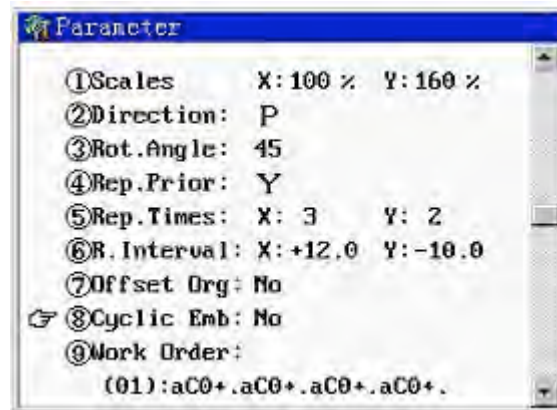 Parameter
①Scales X:100% Y:160%
②Direction: P
③Rot.Angle: 45
④Rep.Prior: Y
⑤Rep.Times: X: 3 Y: 2
⑥R.Interval: X:+12.0 Y:-10.0
⑦Offset Org: No
⑧Cyclic Emb: No
⑨Work Order:
(01):aC0+.aC0+.aC0+.aC0+.